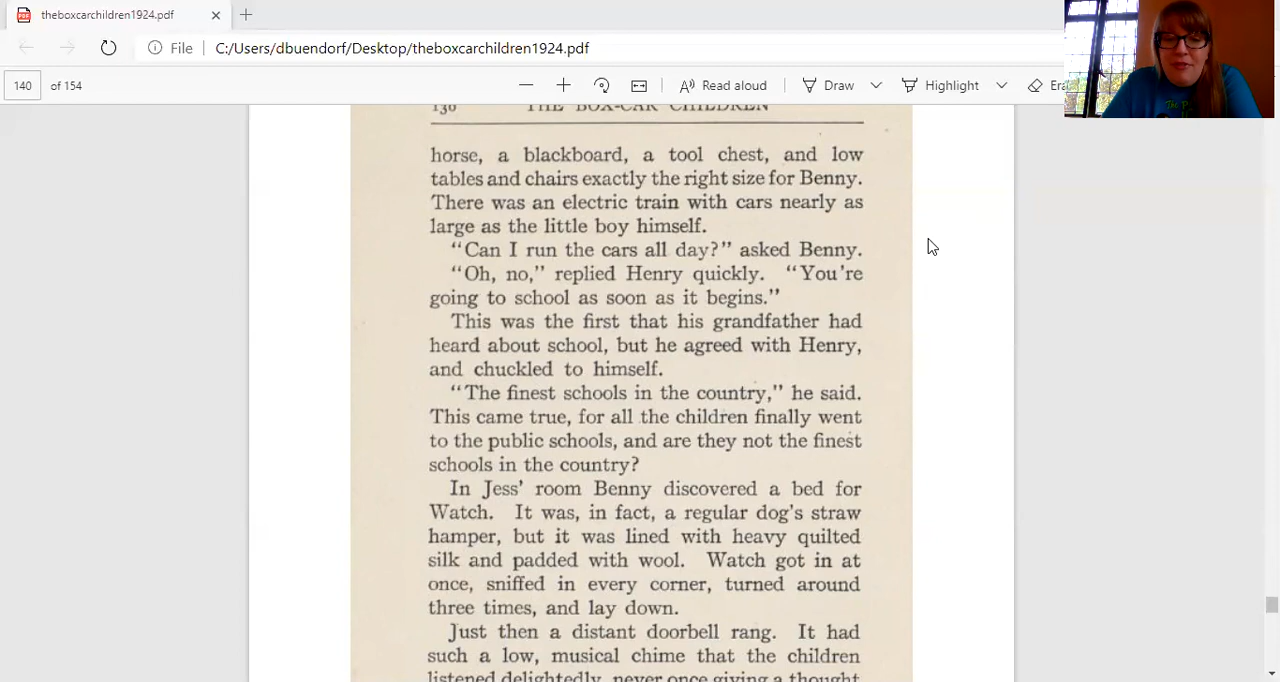 theboxcarchildren1924.pdf
File C:/Users/dbuendorf/Desktop/theboxcarchildren1924.pdf
140 of 154 Read aloud Draw Highlight
The P
136 THE BOX-CAR CHILDREN
horse, a blackboard, a tool chest, and low
tables and chairs exactly the right size for Benny.
There was an electric train with cars nearly as
large as the little boy himself.
“Can I run the cars all day?” asked Benny.
“Oh, no,” replied Henry quickly. “You’re
going to school as soon as it begins.”
This was the first that his grandfather had
heard about school, but he agreed with Henry,
and chuckled to himself.
“The finest schools in the country,” he said.
This came true, for all the children finally went
to the public schools, and are they not the finest
schools in the country?
In Jess’ room Benny discovered a bed for
Watch. It was, in fact, a regular dog’s straw
hamper, but it was lined with heavy quilted
silk and padded with wool. Watch got in at
once, sniffed in every corner, turned around
three times, and lay down.
Just then a distant doorbell rang. It had
such a low, musical chime that the children
listened delightedly, never once giving a thought